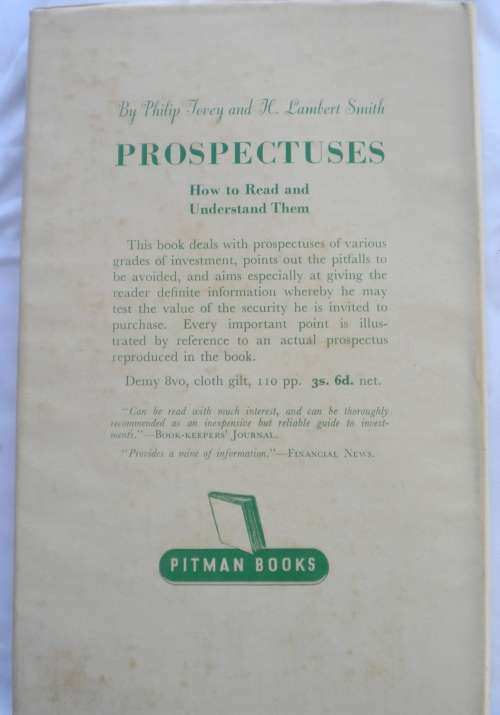 By Philip Tovey and H. Lambert Smith
PROSPECTUSES
How to Read and
Understand Them
This book deals with prospectuses of various
grades of investment, points out the pitfalls to
be avoided, and aims especially at giving the
reader definite information whereby he may
test the value of the security he is invited to
purchase. Every important point is illus-
trated by reference to an actual prospectus
reproduced in the book.
Demy 8vo, cloth gilt, 110 pp. 3s. 6d. net.
"Can be read with much interest, and can be thoroughly
recommended as an inexpensive but reliable guide to invest-
ments."—BOOK-KEEPERS' JOURNAL.
"Provides a mine of information."—FINANCIAL NEWS.
PITMAN BOOKS